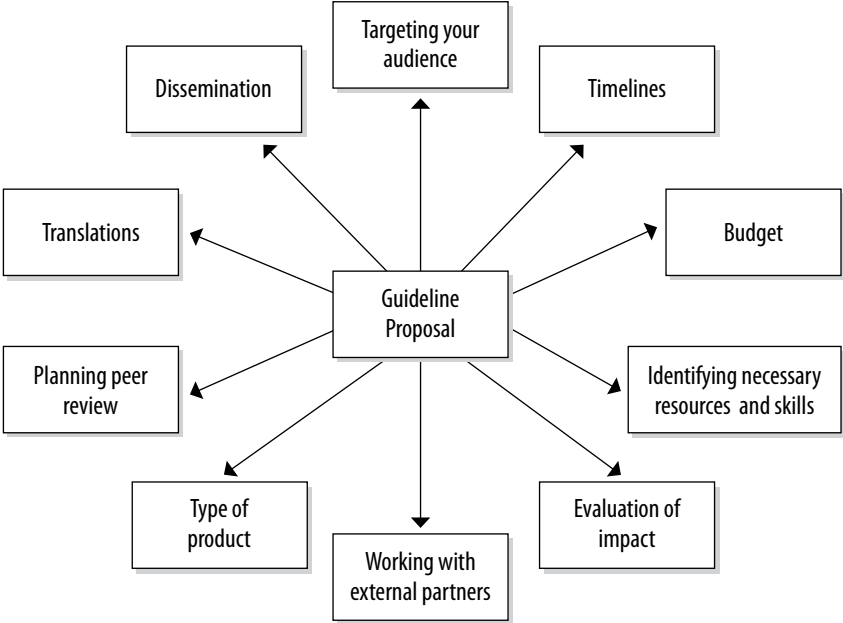 Targeting your
audience
Dissemination
Timelines
Translations
Budget
Guideline
Proposal
Planning peer
review
Identifying necessary
resources and skills
Type of
product
Evaluation of
impact
Working with
external partners